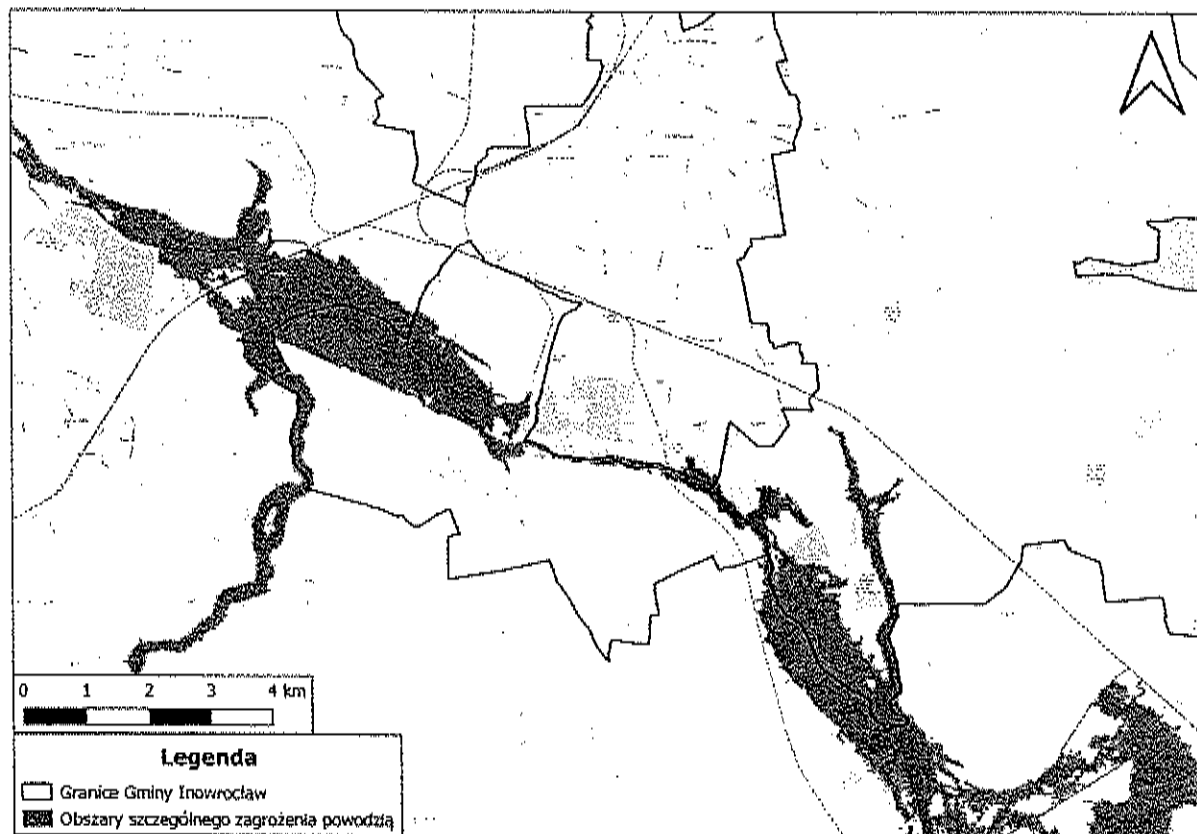 0 1 2 3 4 km
Legenda
Granice Gminy Inowrocław
Obszary szczególnego zagrożenia powodzią